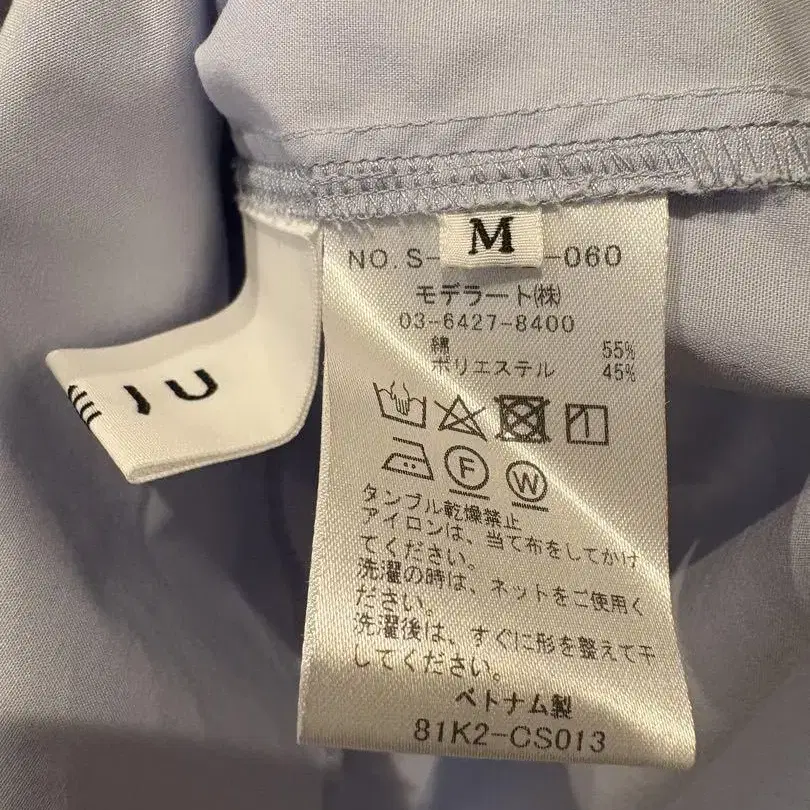 M
NO.S- -060
モデラート㈱
03-6427-8400
綿 55%
ポリエステル 45%
F
W
タンブル乾燥禁止
アイロンは、当て布をしてかけ
てください。
洗濯の時は、ネットをご使用く
ださい。
洗濯後は、すぐに形を整えて干
してください。
ベトナム製
81K2-CS013